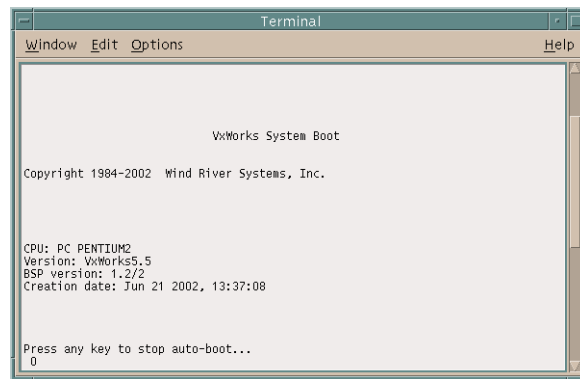 Terminal
Window Edit Options Help
VxWorks System Boot
Copyright 1984-2002 Wind River Systems, Inc.
CPU: PC PENTIUM2
Version: VxWorks5.5
BSP version: 1.2/2
Creation date: Jun 21 2002, 13:37:08
Press any key to stop auto-boot...
0